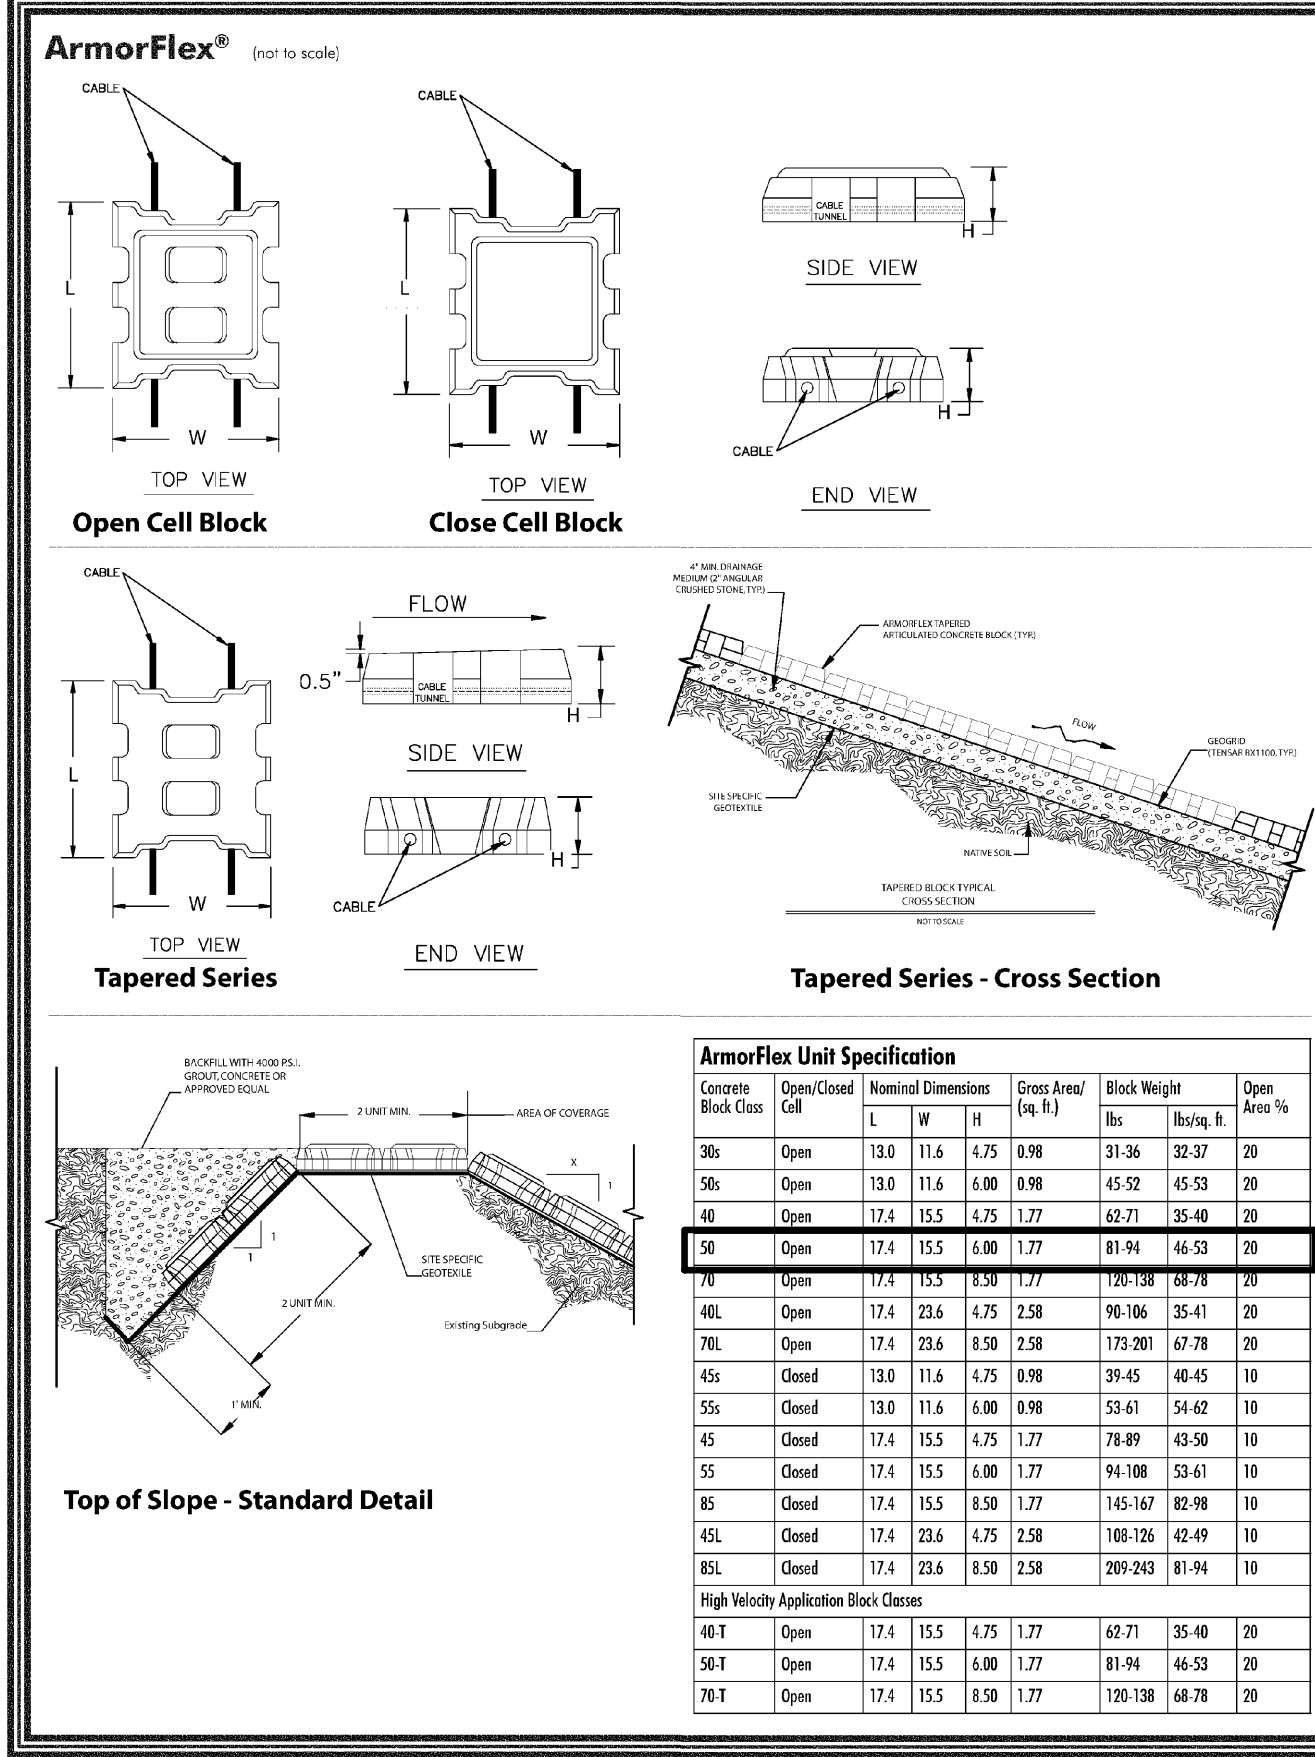 ArmorFlex® (not to scale)
CABLE
L
W
TOP VIEW
Open Cell Block
CABLE
L
W
TOP VIEW
Close Cell Block
CABLE
TUNNEL
H
SIDE VIEW
H
CABLE
END VIEW
CABLE
L
W
TOP VIEW
Tapered Series
FLOW
0.5"
CABLE
TUNNEL
H
SIDE VIEW
H
CABLE
END VIEW
4" MIN. DRAINAGE
MEDIUM (2" ANGULAR
CRUSHED STONE, TYP.)
ARMORFLEX TAPERED
ARTICULATED CONCRETE BLOCK (TYP.)
FLOW
GEOGRID
(TENSAR BX1100, TYP.)
SITE SPECIFIC
GEOTEXTILE
NATIVE SOIL
TAPERED BLOCK TYPICAL
CROSS SECTION
NOT TO SCALE
Tapered Series - Cross Section
BACKFILL WITH 4000 P.S.I.
GROUT, CONCRETE OR
APPROVED EQUAL
2 UNIT MIN.
AREA OF COVERAGE
X
1
1
1
SITE SPECIFIC
GEOTEXILE
2 UNIT MIN.
Existing Subgrade
1' MIN.
Top of Slope - Standard Detail
ArmorFlex Unit Specification
Concrete Block Class Open/Closed Cell Nominal Dimensions Gross Area/ (sq. ft.) Block Weight Open Area %
L W H lbs lbs/sq. ft.
30s Open 13.0 11.6 4.75 0.98 31-36 32-37 20
50s Open 13.0 11.6 6.00 0.98 45-52 45-53 20
40 Open 17.4 15.5 4.75 1.77 62-71 35-40 20
50 Open 17.4 15.5 6.00 1.77 81-94 46-53 20
70 Open 17.4 15.5 8.50 1.77 120-138 68-78 20
40L Open 17.4 23.6 4.75 2.58 90-106 35-41 20
70L Open 17.4 23.6 8.50 2.58 173-201 67-78 20
45s Closed 13.0 11.6 4.75 0.98 39-45 40-45 10
55s Closed 13.0 11.6 6.00 0.98 53-61 54-62 10
45 Closed 17.4 15.5 4.75 1.77 78-89 43-50 10
55 Closed 17.4 15.5 6.00 1.77 94-108 53-61 10
85 Closed 17.4 15.5 8.50 1.77 145-167 82-98 10
45L Closed 17.4 23.6 4.75 2.58 108-126 42-49 10
85L Closed 17.4 23.6 8.50 2.58 209-243 81-94 10
High Velocity Application Block Classes
40-T Open 17.4 15.5 4.75 1.77 62-71 35-40 20
50-T Open 17.4 15.5 6.00 1.77 81-94 46-53 20
70-T Open 17.4 15.5 8.50 1.77 120-138 68-78 20